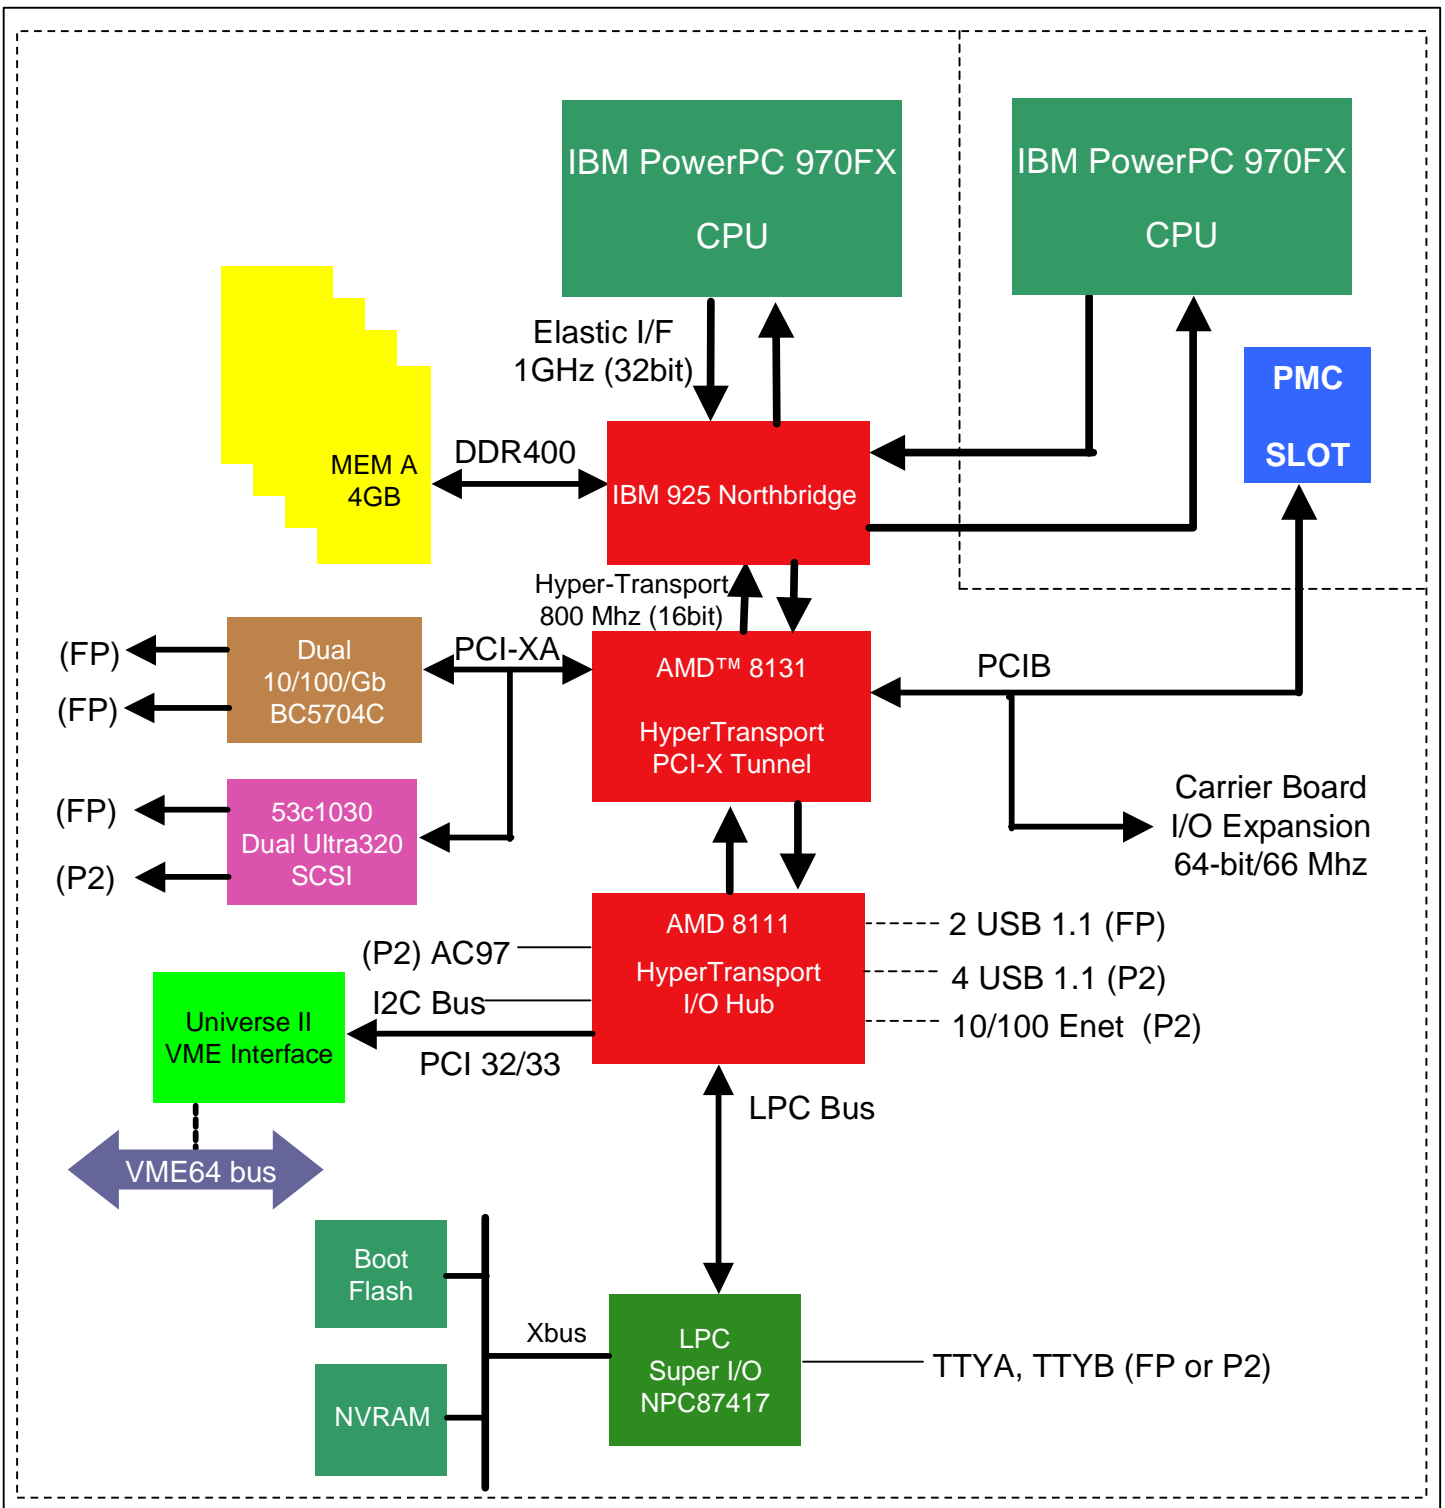 IBM PowerPC 970FX
CPU
IBM PowerPC 970FX
CPU
Elastic I/F
1GHz (32bit)
PMC
SLOT
MEM A
4GB
DDR400
IBM 925 Northbridge
Hyper-Transport
800 Mhz (16bit)
(FP)
(FP)
Dual
10/100/Gb
BC5704C
PCI-XA
AMD™ 8131
HyperTransport
PCI-X Tunnel
PCIB
(FP)
(P2)
53c1030
Dual Ultra320
SCSI
Carrier Board
I/O Expansion
64-bit/66 Mhz
AMD 8111
HyperTransport
I/O Hub
(P2) AC97
I2C Bus
PCI 32/33
2 USB 1.1 (FP)
4 USB 1.1 (P2)
10/100 Enet (P2)
Universe II
VME Interface
VME64 bus
LPC Bus
Boot
Flash
NVRAM
Xbus
LPC
Super I/O
NPC87417
TTYA, TTYB (FP or P2)